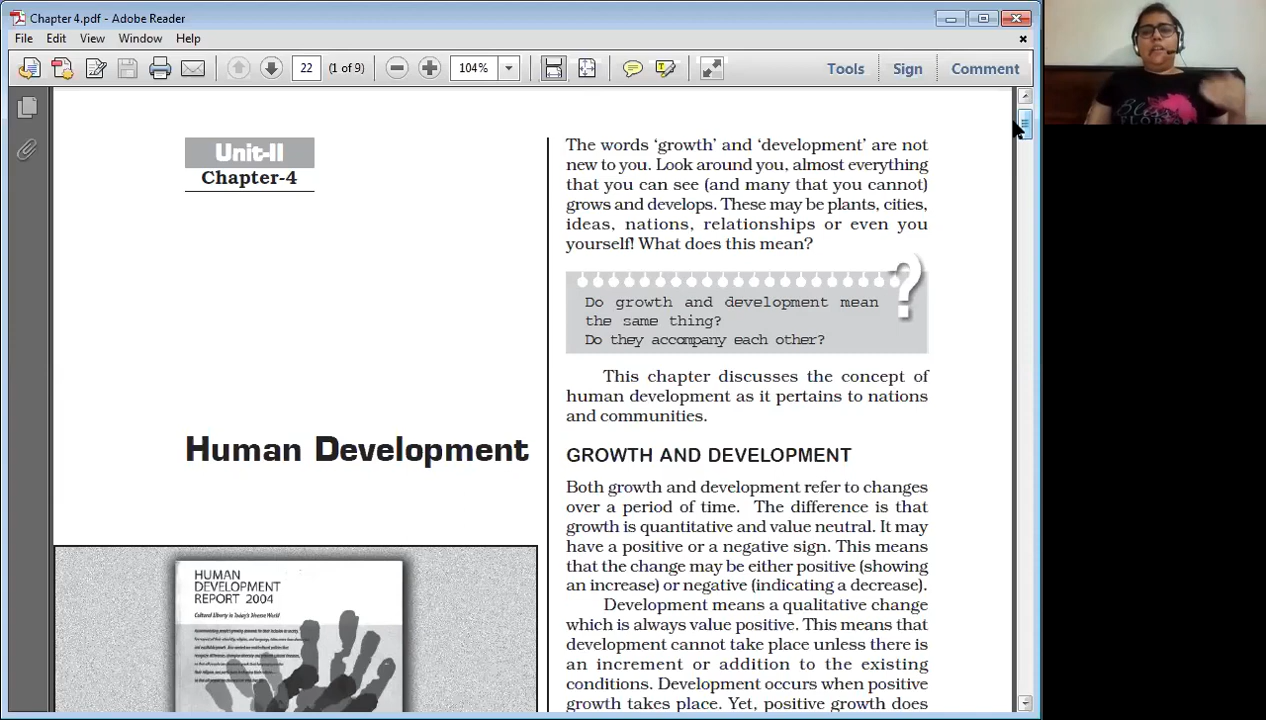 Chapter 4.pdf - Adobe Reader
File Edit View Window Help
22 (1 of 9) 104% Tools Sign Comment
Unit-II
Chapter-4
Human Development
HUMAN
DEVELOPMENT
REPORT 2004
Cultural Liberty in Today's Diverse World
The words ‘growth’ and ‘development’ are not
new to you. Look around you, almost everything
that you can see (and many that you cannot)
grows and develops. These may be plants, cities,
ideas, nations, relationships or even you
yourself! What does this mean?
?
Do growth and development mean
the same thing?
Do they accompany each other?
This chapter discusses the concept of
human development as it pertains to nations
and communities.
GROWTH AND DEVELOPMENT
Both growth and development refer to changes
over a period of time. The difference is that
growth is quantitative and value neutral. It may
have a positive or a negative sign. This means
that the change may be either positive (showing
an increase) or negative (indicating a decrease).
Development means a qualitative change
which is always value positive. This means that
development cannot take place unless there is
an increment or addition to the existing
conditions. Development occurs when positive
growth takes place. Yet, positive growth does